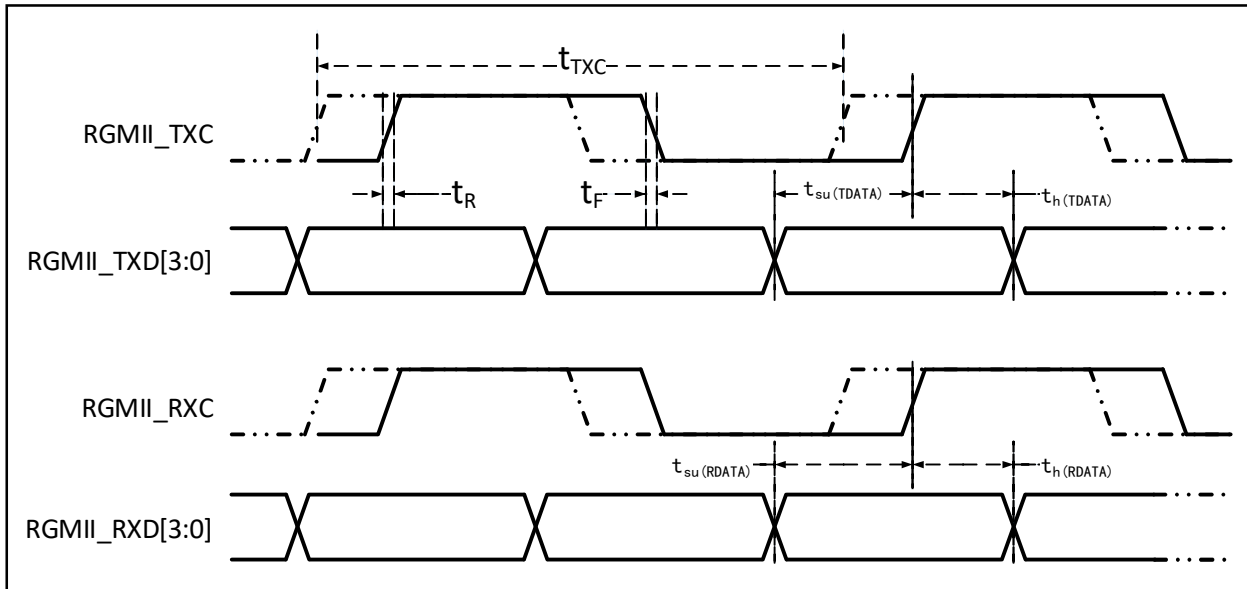 tTXC
RGMII_TXC
tR
tF
tsu(TDATA)
th(TDATA)
RGMII_TXD[3:0]
RGMII_RXC
tsu(RDATA)
th(RDATA)
RGMII_RXD[3:0]